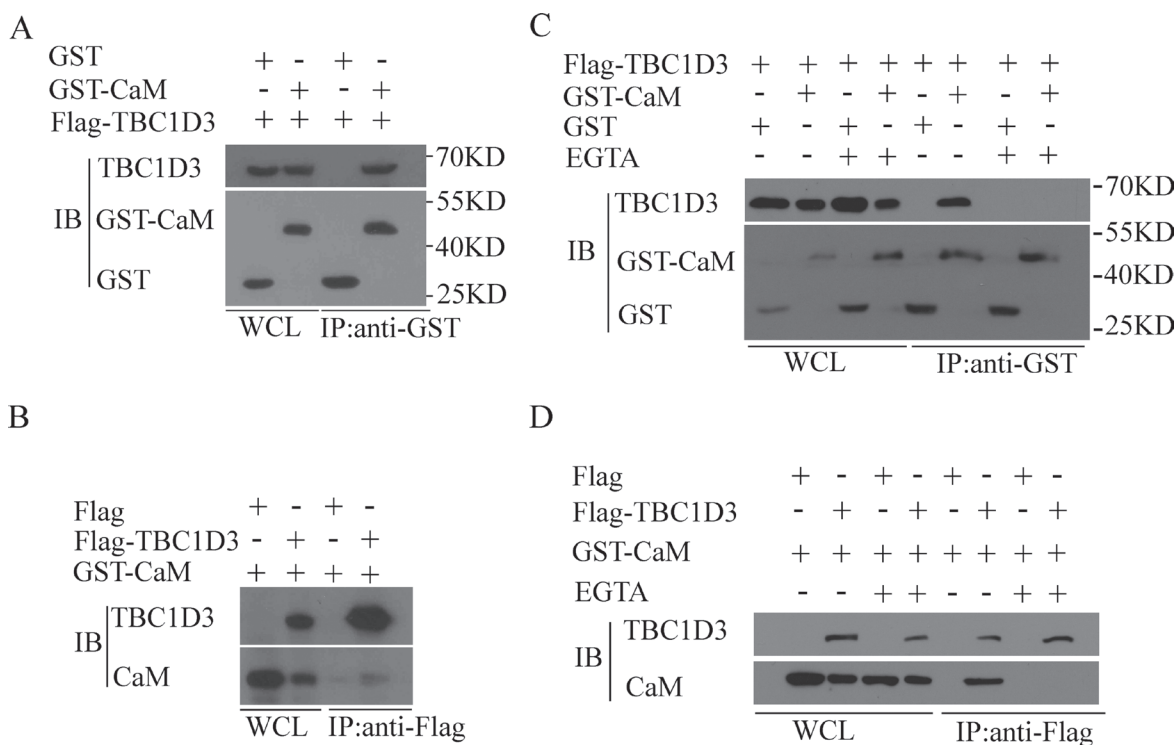 A
GST + - + -
GST-CaM - + - +
Flag-TBC1D3 + + + +
IB
TBC1D3
GST-CaM
GST
-70KD
-55KD
-40KD
-25KD
WCL IP:anti-GST
B
Flag + - + -
Flag-TBC1D3 - + - +
GST-CaM + + + +
IB
TBC1D3
CaM
WCL IP:anti-Flag
C
Flag-TBC1D3 + + + + + + + +
GST-CaM - + - + - + - +
GST + - + - + - + -
EGTA - - + + - - + +
IB
TBC1D3
GST-CaM
GST
-70KD
-55KD
-40KD
-25KD
WCL IP:anti-GST
D
Flag + - + - + - + -
Flag-TBC1D3 - + - + - + - +
GST-CaM + + + + + + + +
EGTA - - + + - - + +
IB
TBC1D3
CaM
WCL IP:anti-Flag